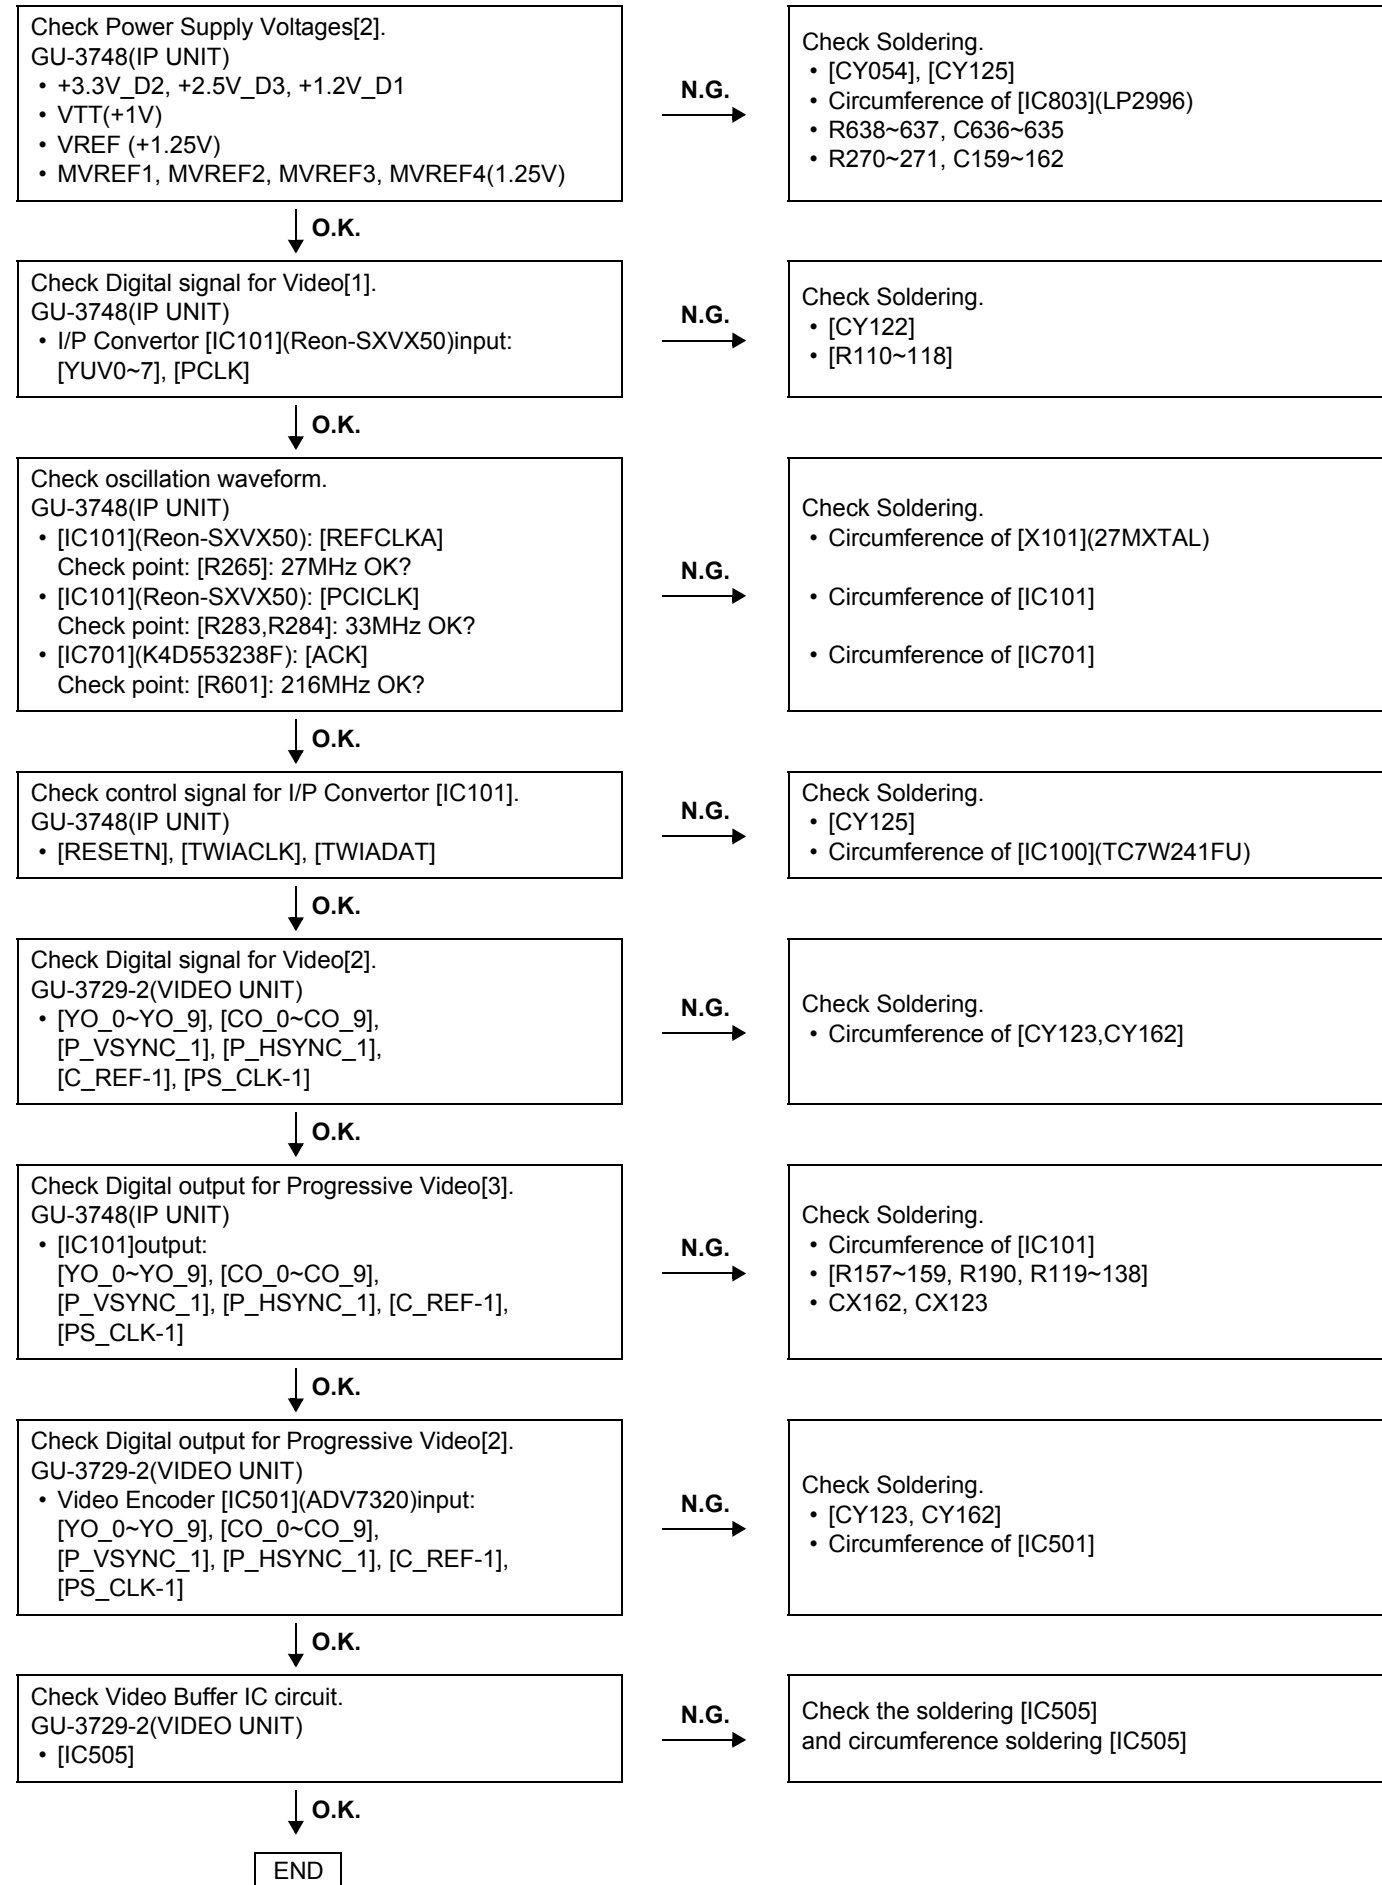 Check Power Supply Voltages[2].
GU-3748(IP UNIT)
• +3.3V_D2, +2.5V_D3, +1.2V_D1
• VTT(+1V)
• VREF (+1.25V)
• MVREF1, MVREF2, MVREF3, MVREF4(1.25V)
N.G.
Check Soldering.
• [CY054], [CY125]
• Circumference of [IC803](LP2996)
• R638~637, C636~635
• R270~271, C159~162
O.K.
Check Digital signal for Video[1].
GU-3748(IP UNIT)
• I/P Convertor [IC101](Reon-SXVX50)input:
[YUV0~7], [PCLK]
N.G.
Check Soldering.
• [CY122]
• [R110~118]
O.K.
Check oscillation waveform.
GU-3748(IP UNIT)
• [IC101](Reon-SXVX50): [REFCLKA]
Check point: [R265]: 27MHz OK?
• [IC101](Reon-SXVX50): [PCICLK]
Check point: [R283,R284]: 33MHz OK?
• [IC701](K4D553238F): [ACK]
Check point: [R601]: 216MHz OK?
N.G.
Check Soldering.
• Circumference of [X101](27MXTAL)
• Circumference of [IC101]
• Circumference of [IC701]
O.K.
Check control signal for I/P Convertor [IC101].
GU-3748(IP UNIT)
• [RESETN], [TWIACLK], [TWIADAT]
N.G.
Check Soldering.
• [CY125]
• Circumference of [IC100](TC7W241FU)
O.K.
Check Digital signal for Video[2].
GU-3729-2(VIDEO UNIT)
• [YO_0~YO_9], [CO_0~CO_9],
[P_VSYNC_1], [P_HSYNC_1],
[C_REF-1], [PS_CLK-1]
N.G.
Check Soldering.
• Circumference of [CY123,CY162]
O.K.
Check Digital output for Progressive Video[3].
GU-3748(IP UNIT)
• [IC101]output:
[YO_0~YO_9], [CO_0~CO_9],
[P_VSYNC_1], [P_HSYNC_1], [C_REF-1],
[PS_CLK-1]
N.G.
Check Soldering.
• Circumference of [IC101]
• [R157~159, R190, R119~138]
• CX162, CX123
O.K.
Check Digital output for Progressive Video[2].
GU-3729-2(VIDEO UNIT)
• Video Encoder [IC501](ADV7320)input:
[YO_0~YO_9], [CO_0~CO_9],
[P_VSYNC_1], [P_HSYNC_1], [C_REF-1],
[PS_CLK-1]
N.G.
Check Soldering.
• [CY123, CY162]
• Circumference of [IC501]
O.K.
Check Video Buffer IC circuit.
GU-3729-2(VIDEO UNIT)
• [IC505]
N.G.
Check the soldering [IC505]
and circumference soldering [IC505]
O.K.
END